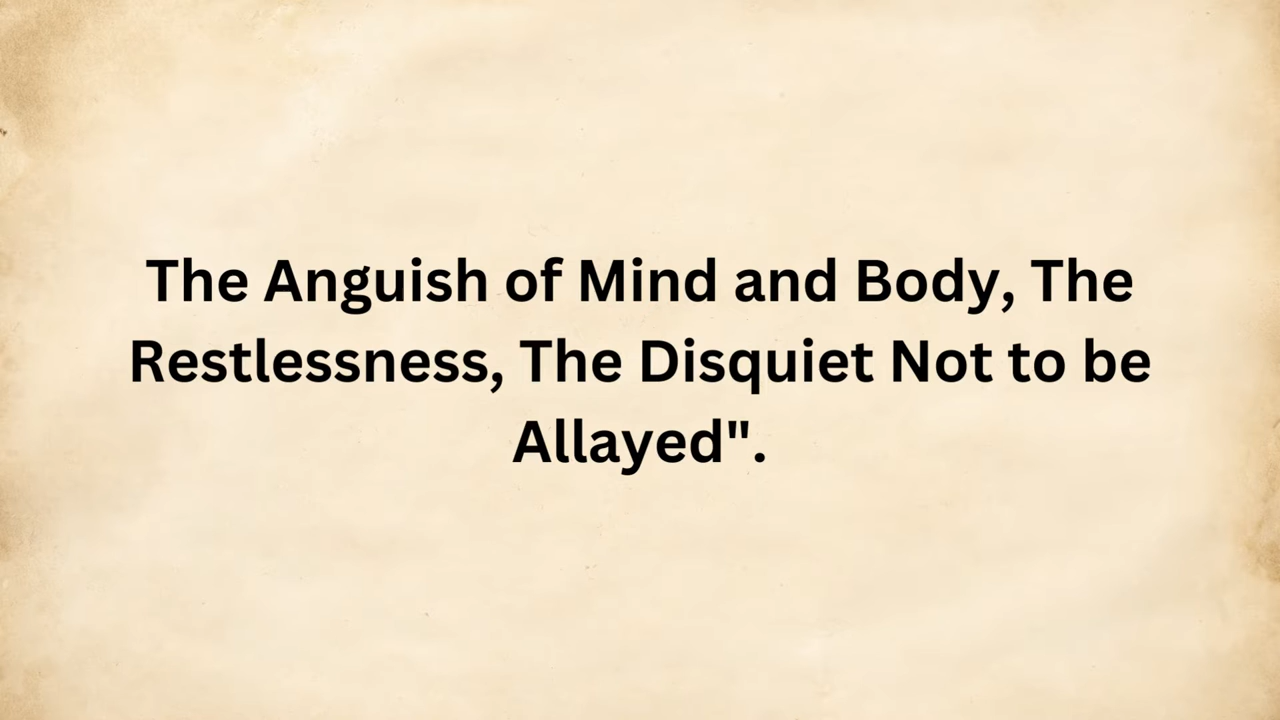 The Anguish of Mind and Body, The
Restlessness, The Disquiet Not to be
Allayed".